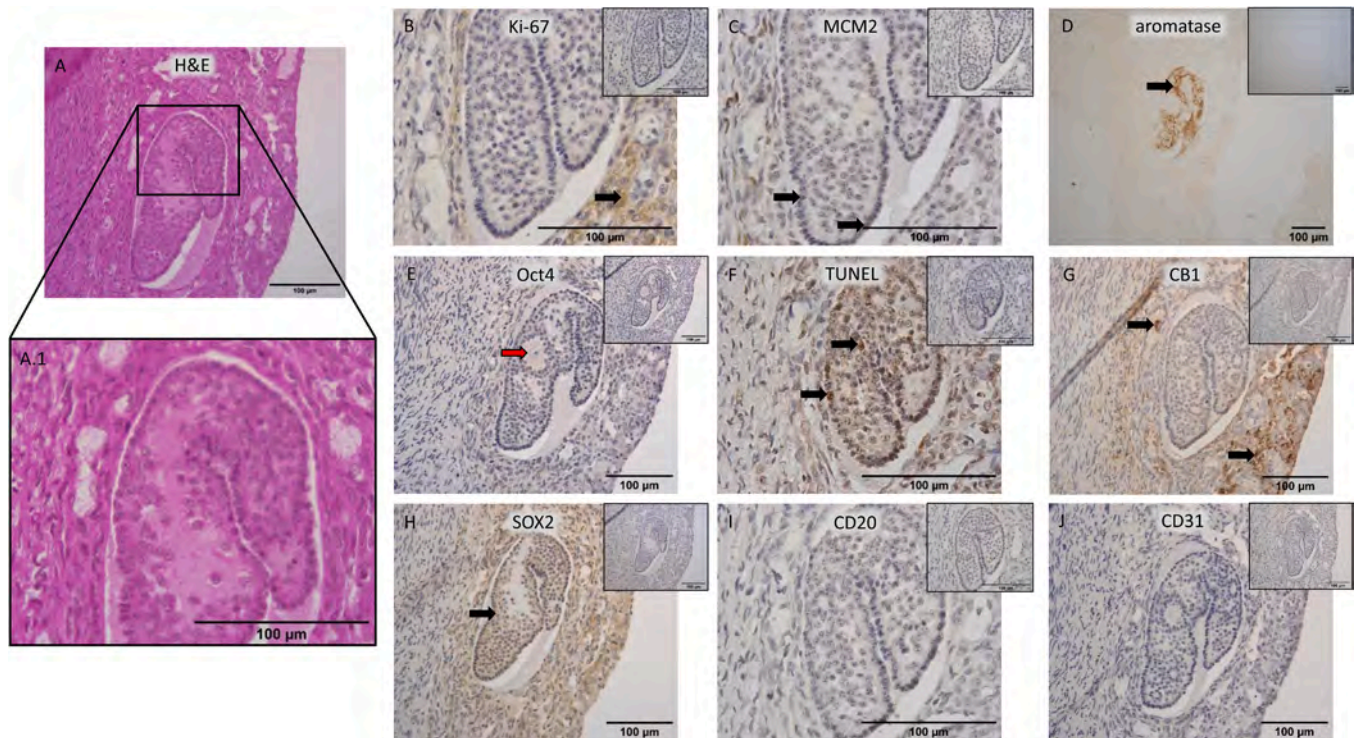 A
H&E
100 µm
A.1
100 µm
B
Ki-67
100 µm
C
MCM2
100 µm
D
aromatase
100 µm
E
Oct4
100 µm
F
TUNEL
100 µm
G
CB1
100 µm
H
SOX2
100 µm
I
CD20
100 µm
J
CD31
100 µm